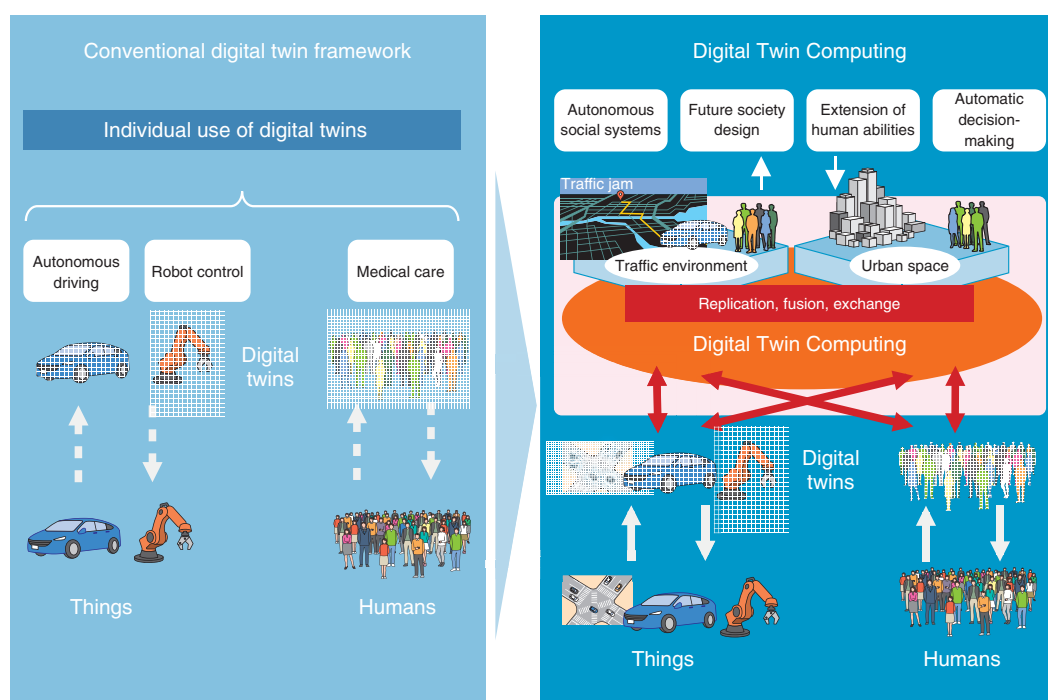 Conventional digital twin framework
Individual use of digital twins
Autonomous
driving
Robot control
Medical care
Digital
twins
Things
Humans
Digital Twin Computing
Autonomous
social systems
Future society
design
Extension of
human abilities
Automatic
decision-
making
Traffic jam
Traffic environment
Urban space
Replication, fusion, exchange
Digital Twin Computing
Digital
twins
Things
Humans